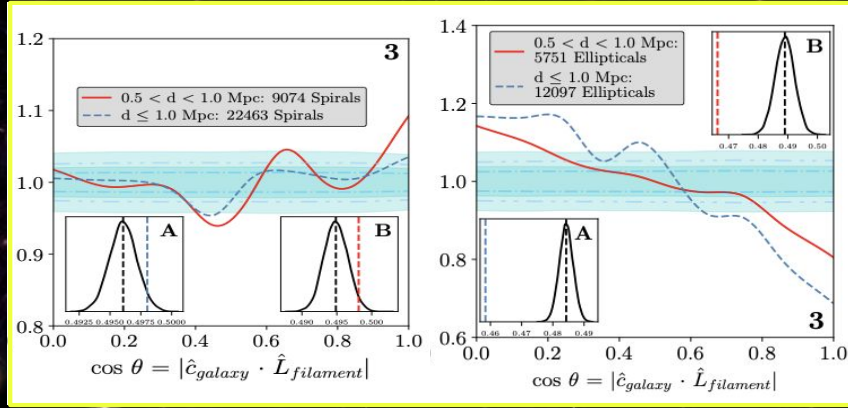 1.2
1.1
1.0
0.9
0.8
3
0.5 < d < 1.0 Mpc: 9074 Spirals
d ≤ 1.0 Mpc: 22463 Spirals
A
0.4925 0.4950 0.4975 0.5000
B
0.490 0.495 0.500
0.0 0.2 0.4 0.6 0.8 1.0
cos θ = |ĉgalaxy · L̂filament|
1.4
1.2
1.0
0.8
0.6
0.5 < d < 1.0 Mpc:
5751 Ellipticals
d ≤ 1.0 Mpc:
12097 Ellipticals
B
0.47 0.48 0.49 0.50
A
0.46 0.47 0.48 0.49
3
0.0 0.2 0.4 0.6 0.8 1.0
cos θ = |ĉgalaxy · L̂filament|